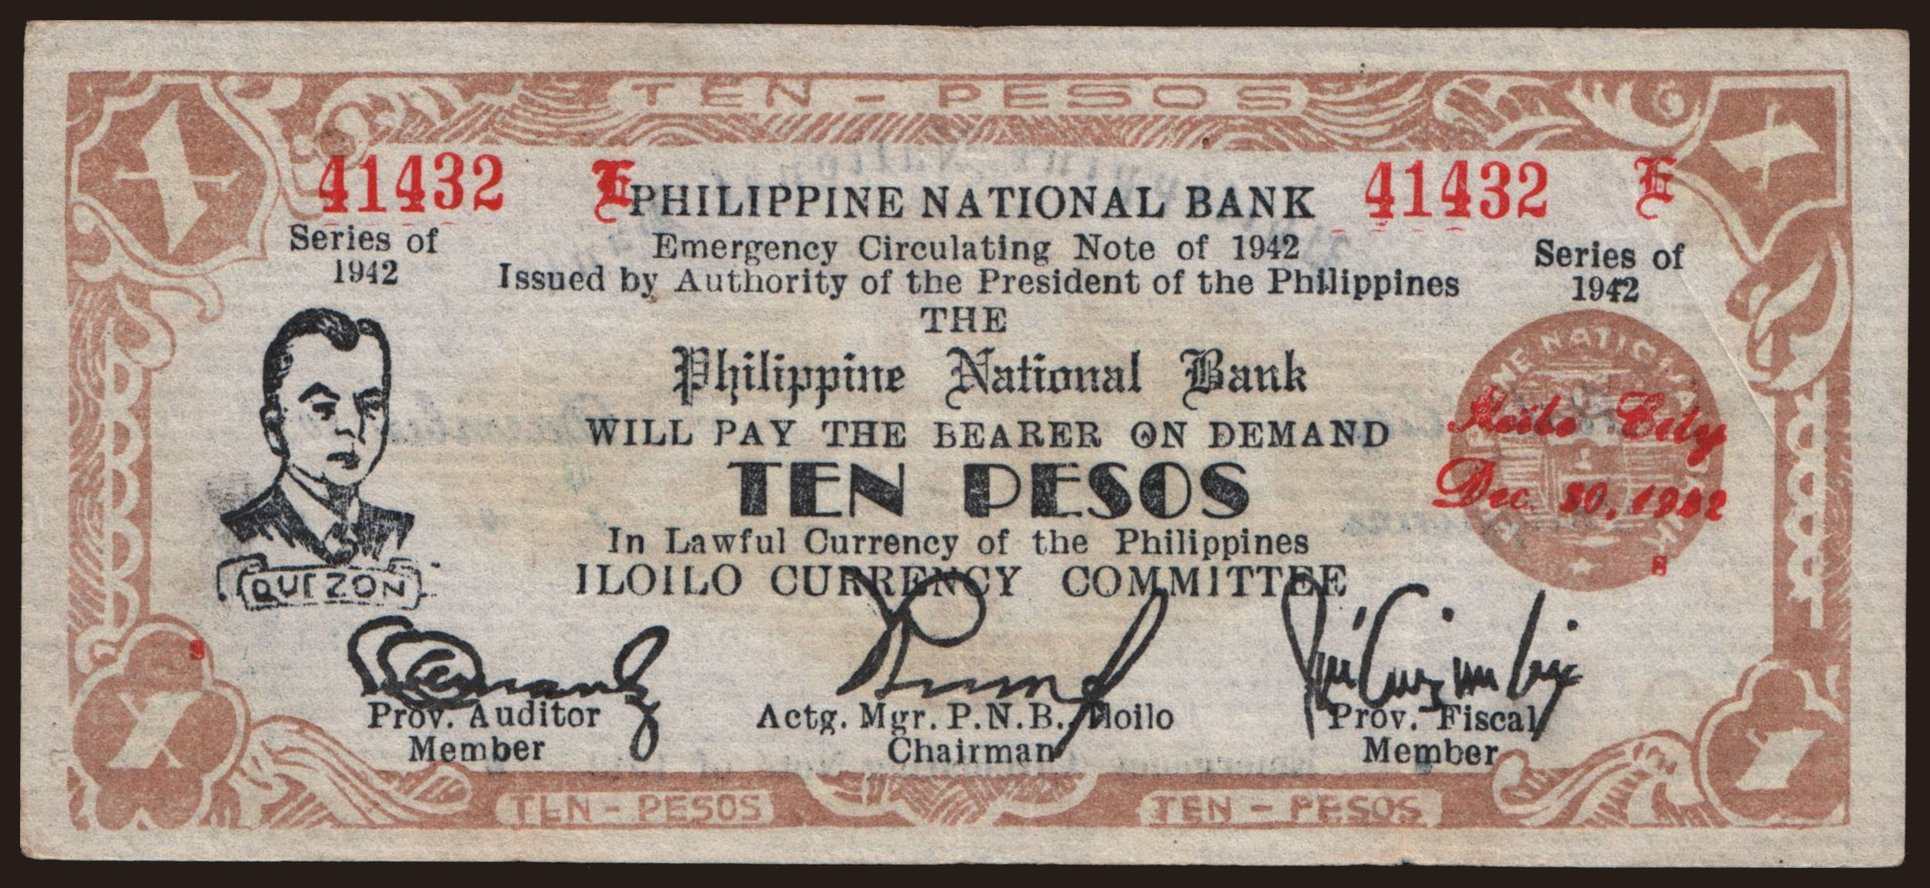 TEN - PESOS
41432 E PHILIPPINE NATIONAL BANK 41432 E
Series of
1942
Emergency Circulating Note of 1942
Issued by Authority of the President of the Philippines
Series of
1942
THE
Philippine National Bank
WILL PAY THE BEARER ON DEMAND
TEN PESOS
In Lawful Currency of the Philippines
ILOILO CURRENCY COMMITTEE
QUEZON
Iloilo City
Dec. 30, 1942
S
S
Prov. Auditor
Member
Actg. Mgr. P.N.B., Iloilo
Chairman
Prov. Fiscal
Member
TEN - PESOS
TEN - PESOS
X
X